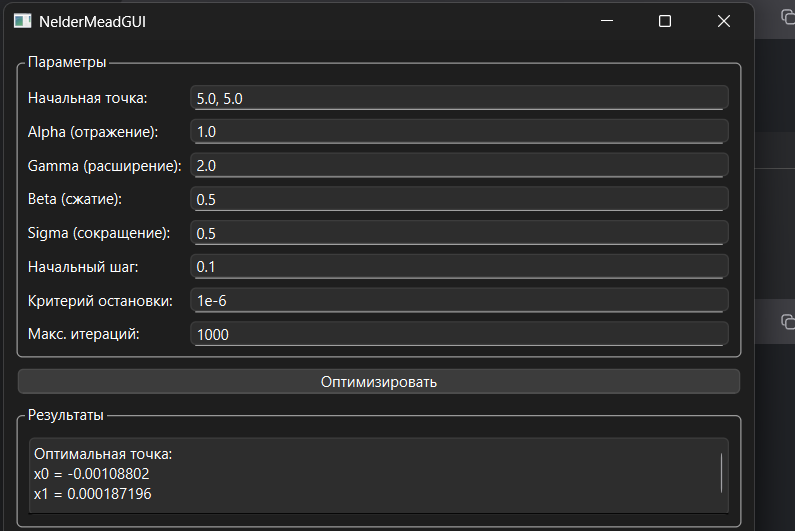 NelderMeadGUI
Параметры
Начальная точка: 5.0, 5.0
Alpha (отражение): 1.0
Gamma (расширение): 2.0
Beta (сжатие): 0.5
Sigma (сокращение): 0.5
Начальный шаг: 0.1
Критерий остановки: 1e-6
Макс. итераций: 1000
Оптимизировать
Результаты
Оптимальная точка:
x0 = -0.00108802
x1 = 0.000187196